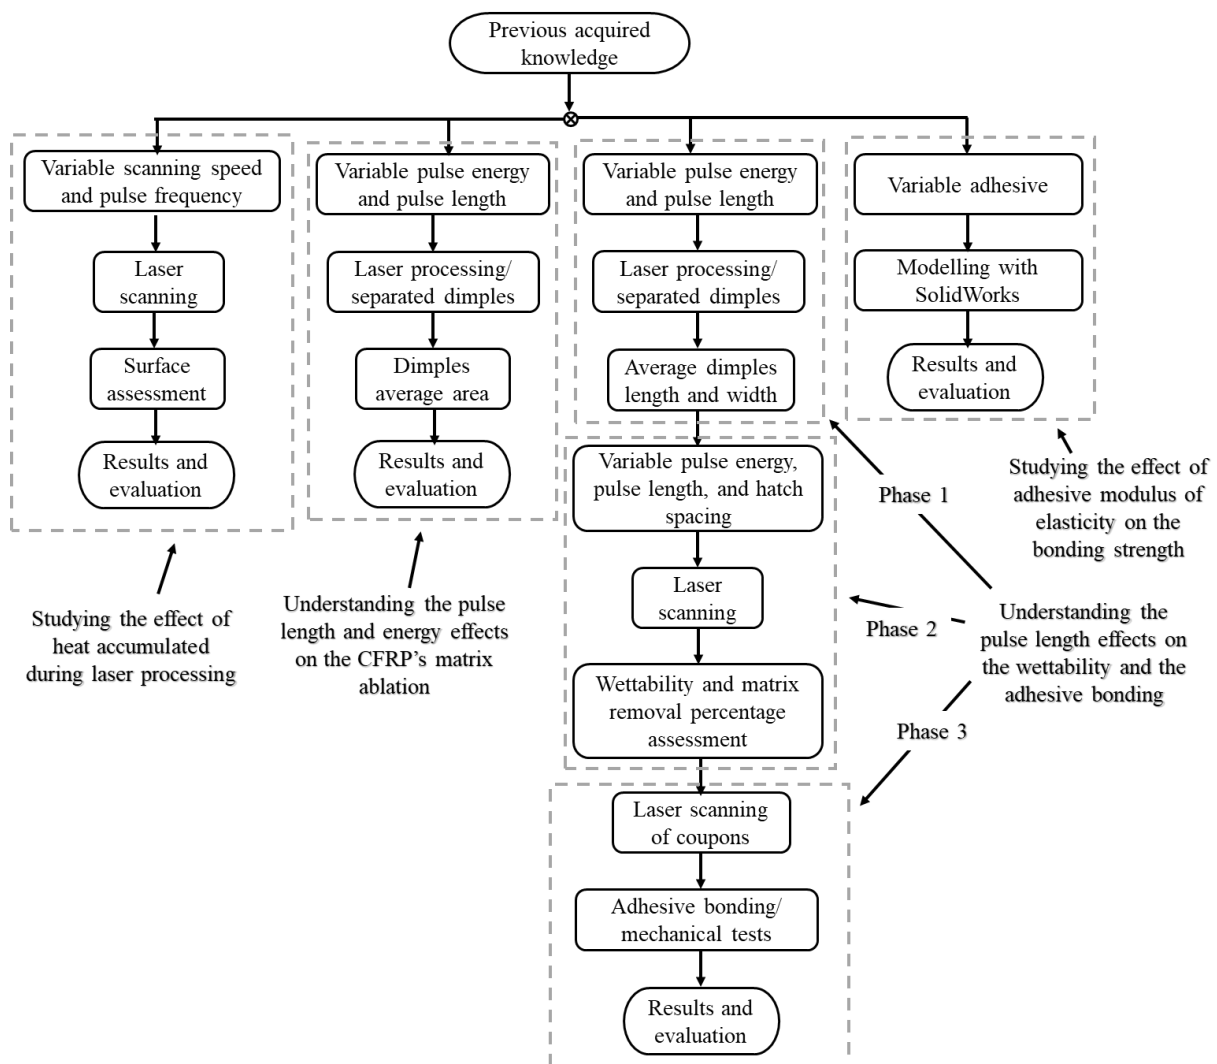 Previous acquired
knowledge
Variable scanning speed
and pulse frequency
Laser
scanning
Surface
assessment
Results and
evaluation
Studying the effect of
heat accumulated
during laser processing
Variable pulse energy
and pulse length
Laser processing/
separated dimples
Dimples
average area
Results and
evaluation
Understanding the pulse
length and energy effects
on the CFRP’s matrix
ablation
Variable pulse energy
and pulse length
Laser processing/
separated dimples
Average dimples
length and width
Variable pulse energy,
pulse length, and hatch
spacing
Laser
scanning
Wettability and matrix
removal percentage
assessment
Laser scanning
of coupons
Adhesive bonding/
mechanical tests
Results and
evaluation
Phase 1
Phase 2
Phase 3
Understanding the
pulse length effects on
the wettability and the
adhesive bonding
Variable adhesive
Modelling with
SolidWorks
Results and
evaluation
Studying the effect of
adhesive modulus of
elasticity on the
bonding strength